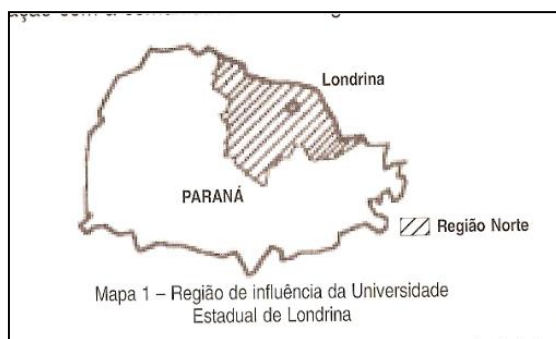 Londrina
PARANÁ
Região Norte
Mapa 1 – Região de influência da Universidade
Estadual de Londrina